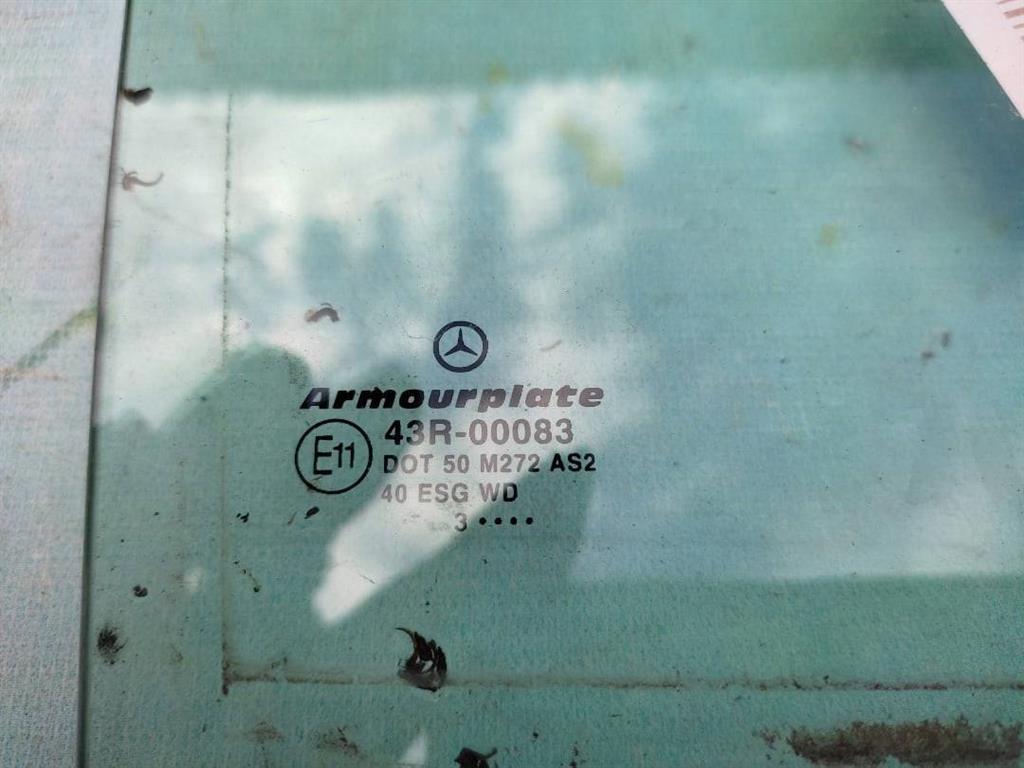 Armourplate
E11 43R-00083
DOT 50 M272 AS2
40 ESG WD
3 ••••